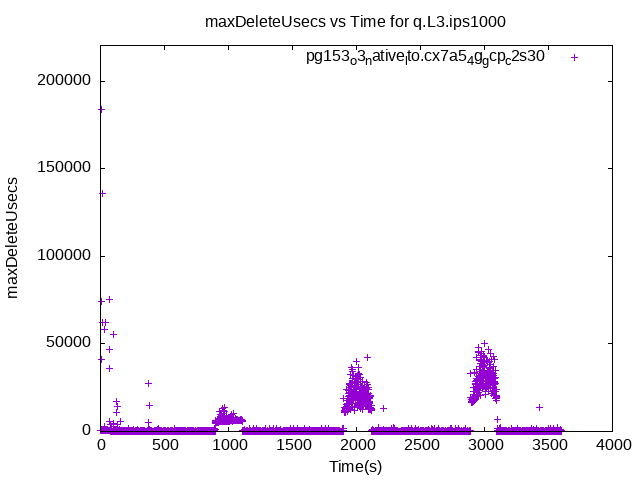 maxDeleteUsecs vs Time for q.L3.ips1000
pg153_o3_native_lto.cx7a5_4g_gcp_c2s30
200000
150000
100000
50000
0
0 500 1000 1500 2000 2500 3000 3500 4000
maxDeleteUsecs
Time(s)